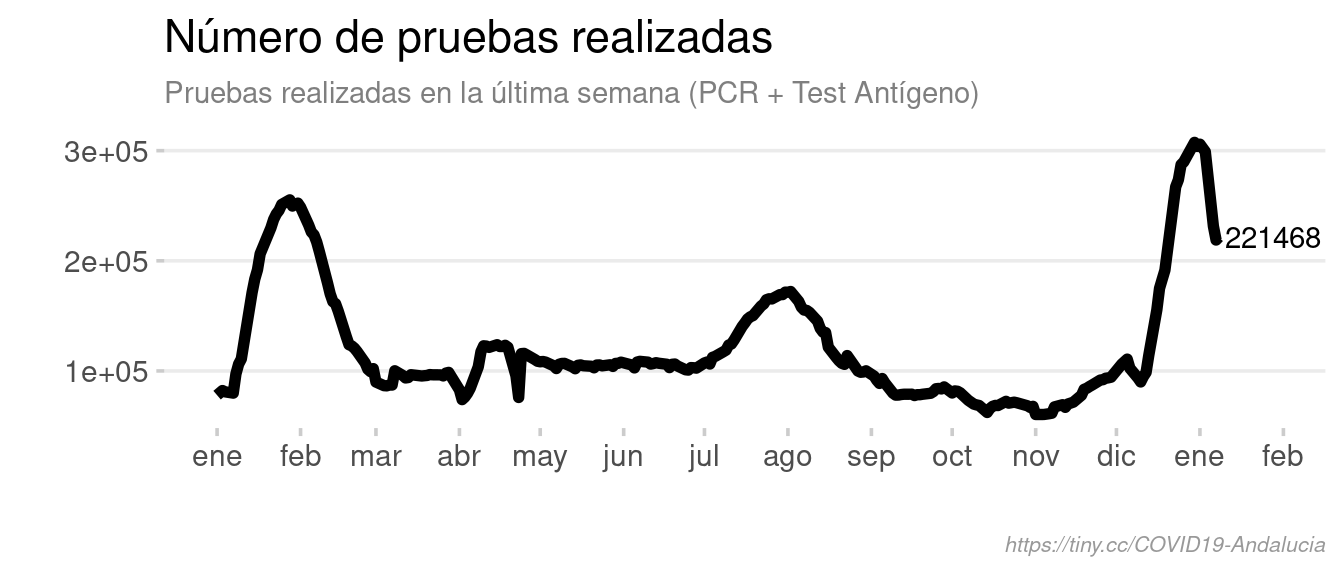 Número de pruebas realizadas
Pruebas realizadas en la última semana (PCR + Test Antígeno)
3e+05
2e+05
1e+05
221468
ene feb mar abr may jun jul ago sep oct nov dic ene feb
https://tiny.cc/COVID19-Andalucia